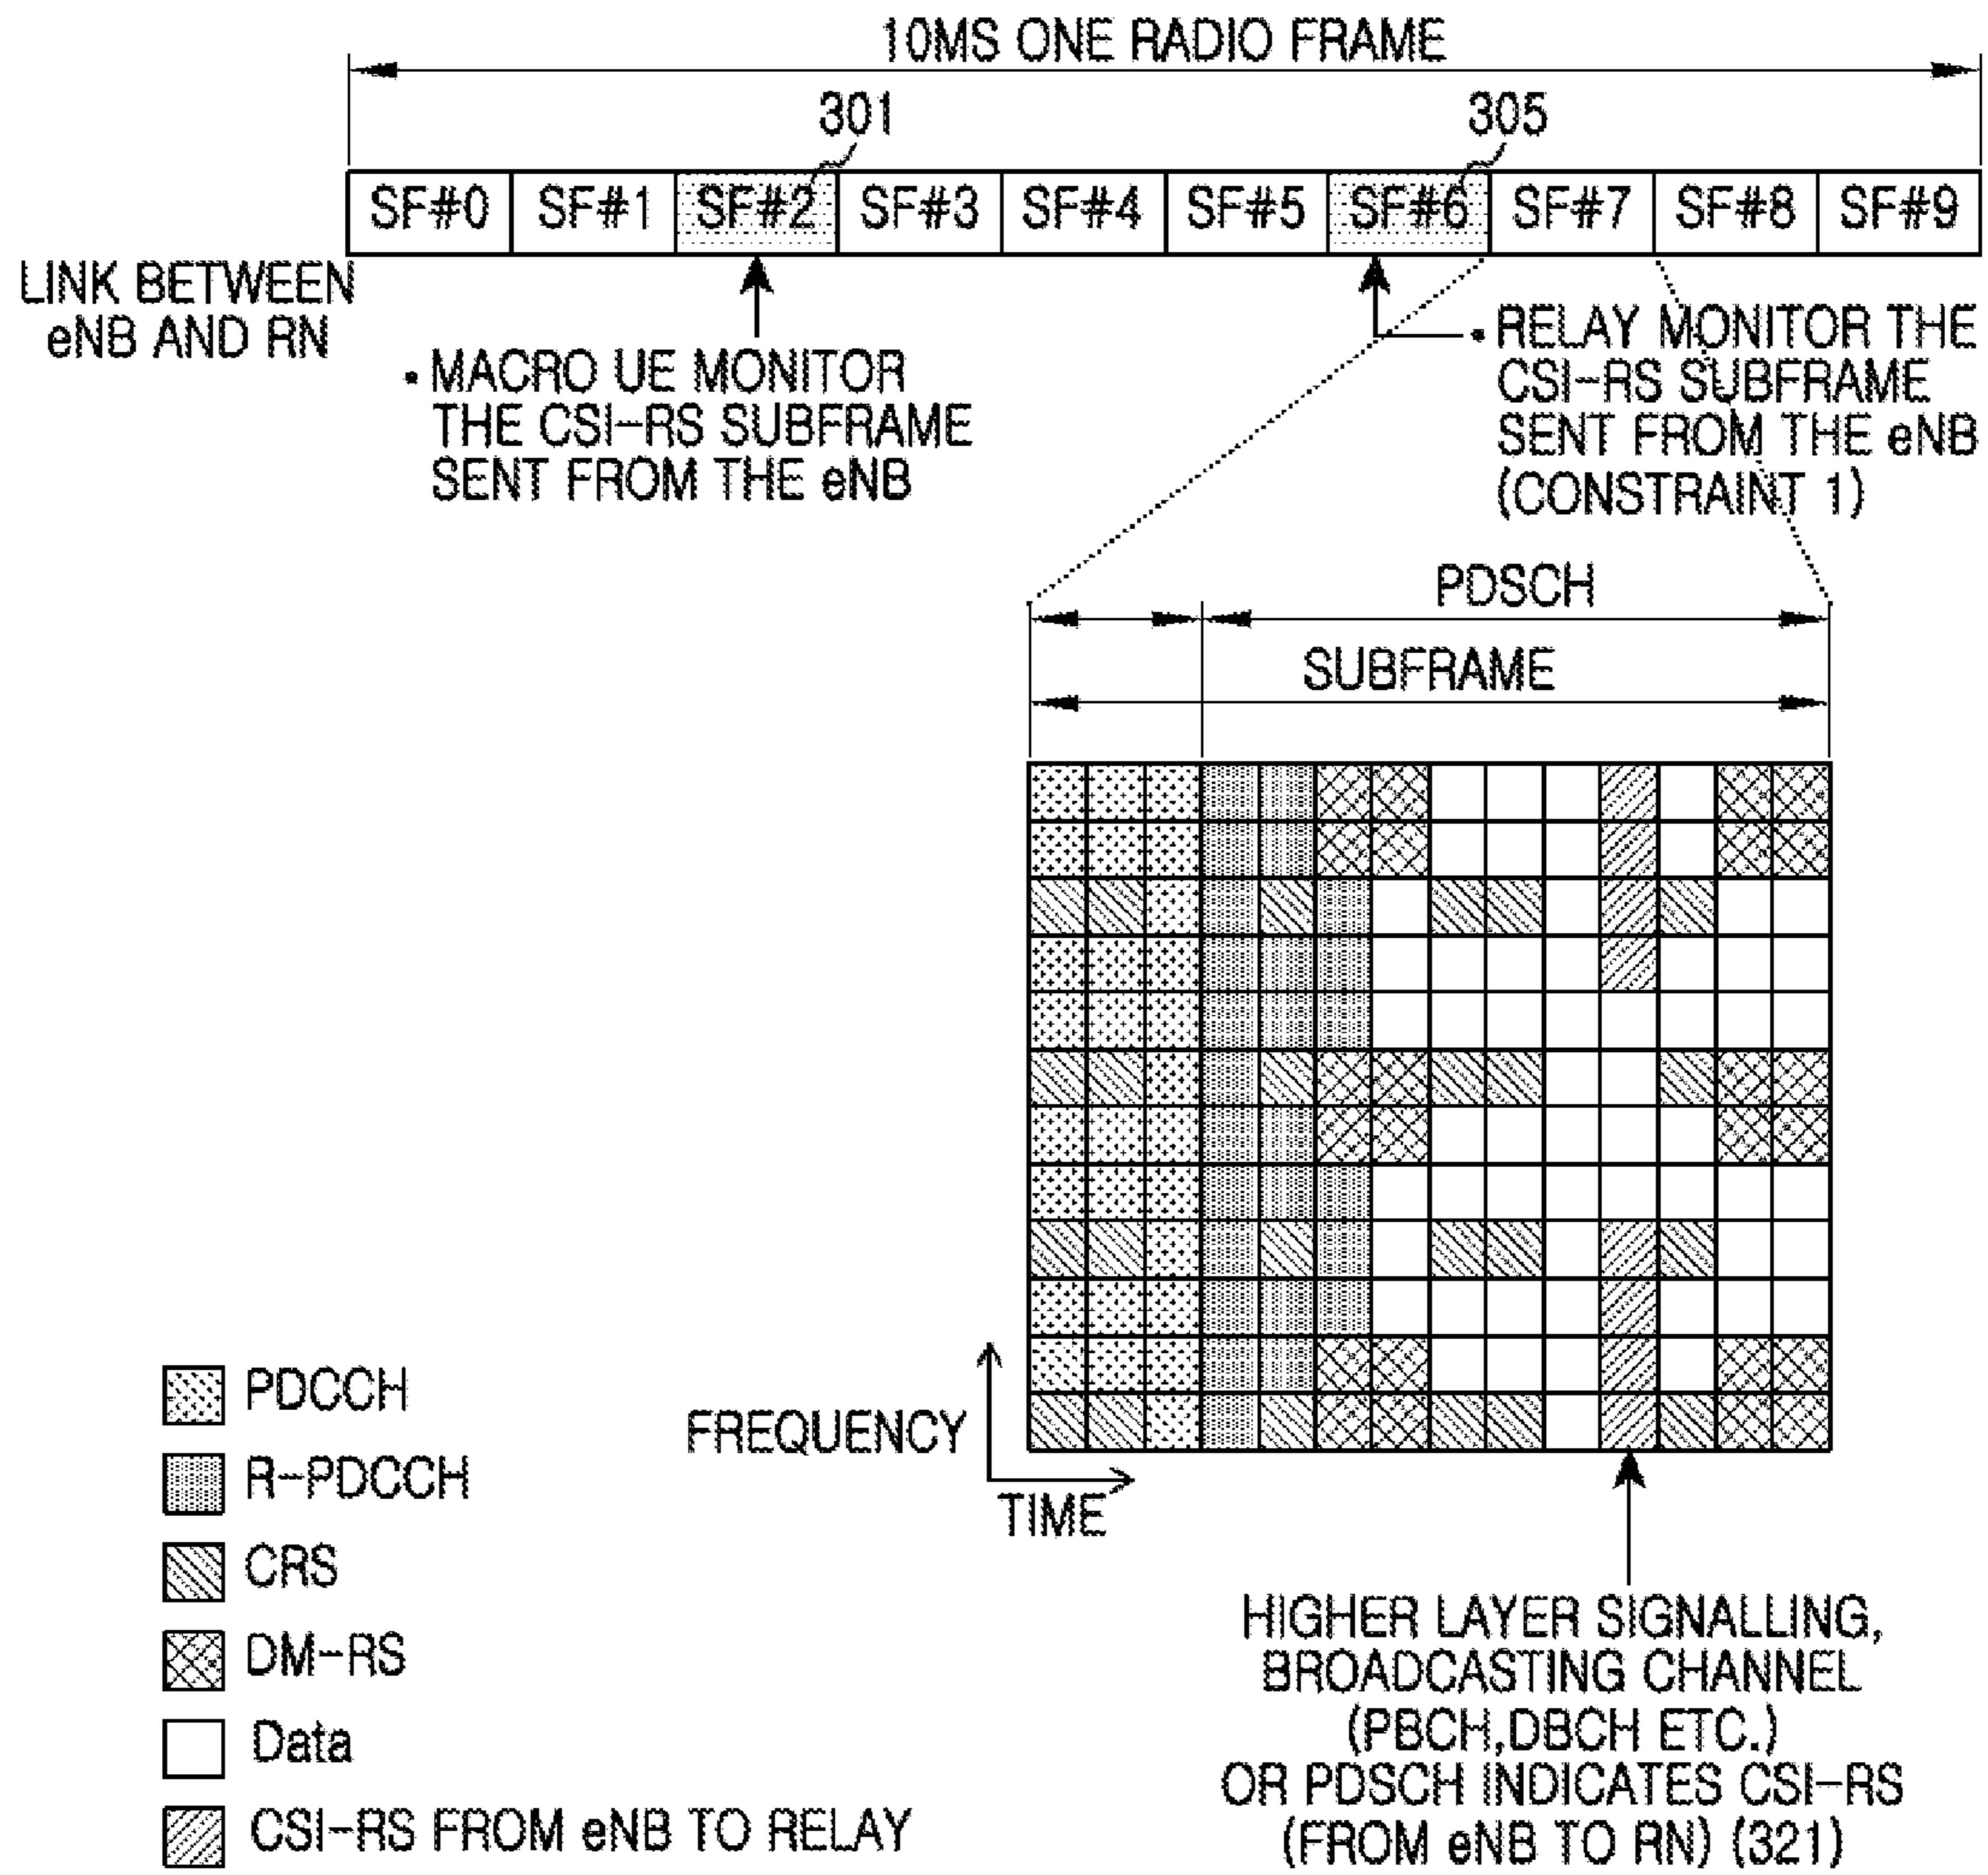 10MS ONE RADIO FRAME
301
305
SF#0 SF#1 SF#2 SF#3 SF#4 SF#5 SF#6 SF#7 SF#8 SF#9
LINK BETWEEN
eNB AND RN
• MACRO UE MONITOR
THE CSI-RS SUBFRAME
SENT FROM THE eNB
• RELAY MONITOR THE
CSI-RS SUBFRAME
SENT FROM THE eNB
(CONSTRAINT 1)
PDSCH
SUBFRAME
PDCCH
R-PDCCH
CRS
DM-RS
Data
CSI-RS FROM eNB TO RELAY
FREQUENCY
TIME
HIGHER LAYER SIGNALLING,
BROADCASTING CHANNEL
(PBCH,DBCH ETC.)
OR PDSCH INDICATES CSI-RS
(FROM eNB TO RN) (321)